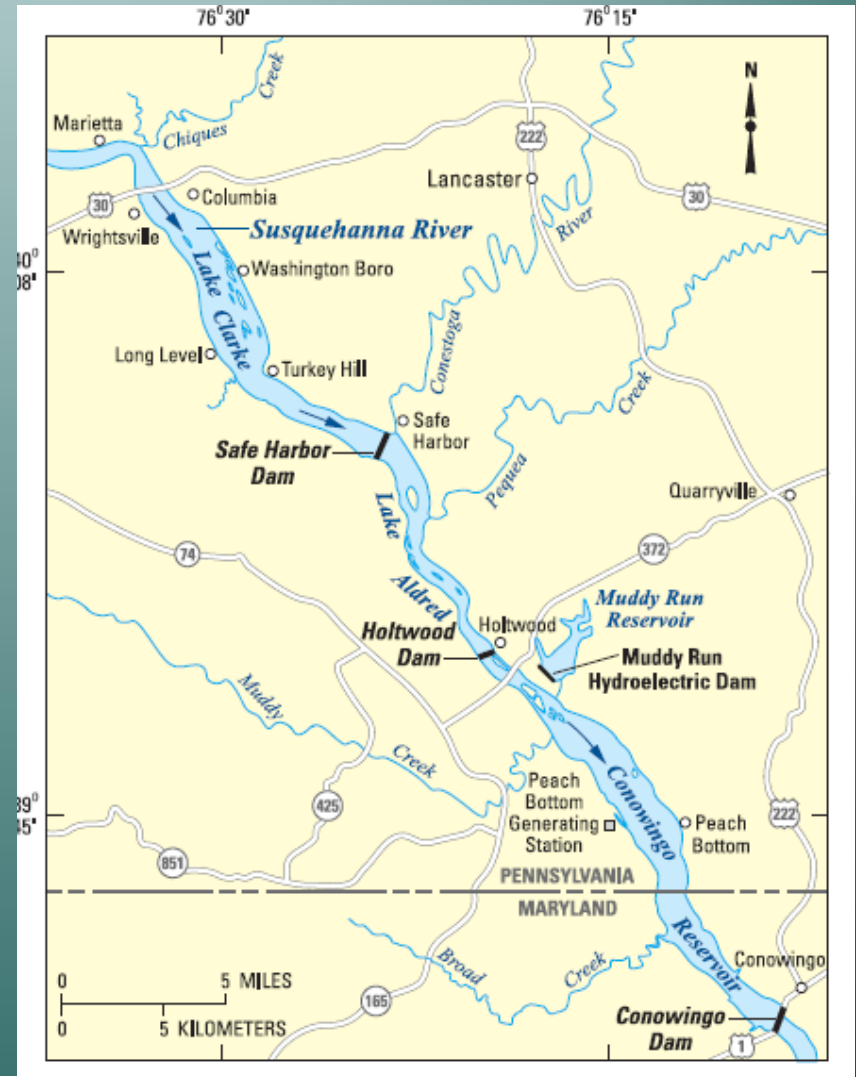 76° 30'
76° 15'
N
Creek
Chiques
Marietta
222
Lancaster
30
30
Columbia
Wrightsville
Susquehanna River
River
40°
08'
Washington Boro
Lake Clarke
Conestoga
Long Level
Turkey Hill
Creek
Safe
Harbor
Safe Harbor
Dam
Pequea
Quarryville
Lake
Aldred
74
372
Muddy Run
Reservoir
Holtwood
Holtwood
Dam
Muddy Run
Hydroelectric Dam
Muddy
Creek
Conowingo
Peach
Bottom
Generating
Station
39°
45'
425
Peach
Bottom
222
851
PENNSYLVANIA
MARYLAND
Reservoir
Broad
Creek
Conowingo
0
5 MILES
0
5 KILOMETERS
165
Conowingo
Dam
1